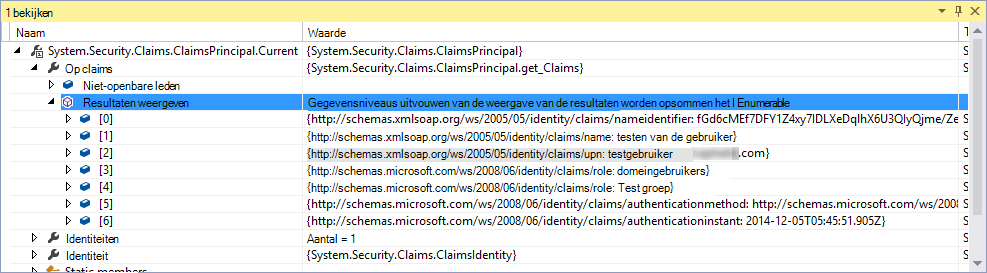 1 bekijken
Naam Waarde T
System.Security.Claims.ClaimsPrincipal.Current {System.Security.Claims.ClaimsPrincipal} S
Op claims {System.Security.Claims.ClaimsPrincipal.get_Claims} S
Niet-openbare leden S
Resultaten weergeven Gegevensniveaus uitvouwen van de weergave van de resultaten worden opsommen het I Enumerable
[0] {http://schemas.xmlsoap.org/ws/2005/05/identity/claims/nameidentifier: fGd6cMEf7DFY1Z4xy7IDLXeDqIhX6U3QIyQjme/Ze S
[1] {http://schemas.xmlsoap.org/ws/2005/05/identity/claims/name: testen van de gebruiker} S
[2] {http://schemas.xmlsoap.org/ws/2005/05/identity/claims/upn: testgebruiker .com} S
[3] {http://schemas.microsoft.com/ws/2008/06/identity/claims/role: domeingebruikers} S
[4] {http://schemas.microsoft.com/ws/2008/06/identity/claims/role: Test groep} S
[5] {http://schemas.microsoft.com/ws/2008/06/identity/claims/authenticationmethod: http://schemas.microsoft.com/ws/2008 S
[6] {http://schemas.microsoft.com/ws/2008/06/identity/claims/authenticationinstant: 2014-12-05T05:45:51.905Z} S
Identiteiten Aantal = 1 S
Identiteit {System.Security.Claims.ClaimsIdentity} S
Static members S